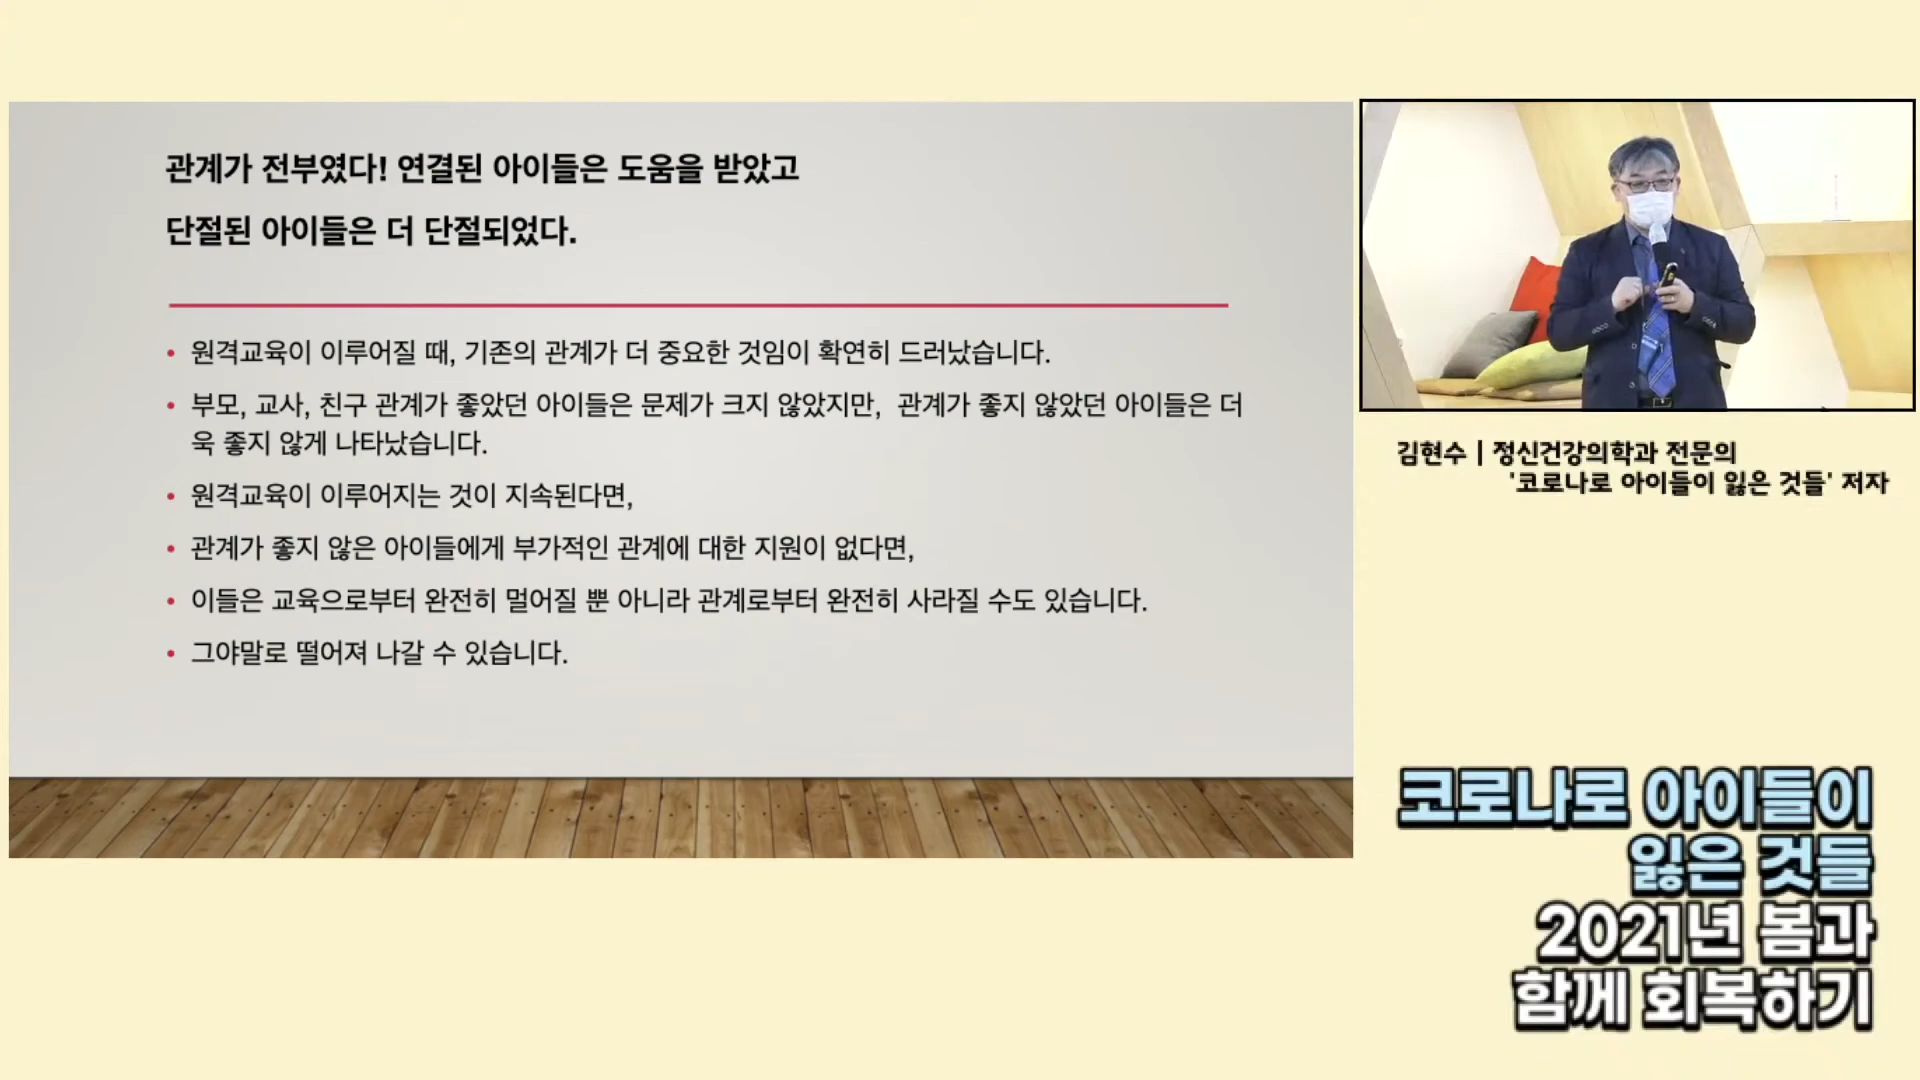 관계가 전부였다! 연결된 아이들은 도움을 받았고
단절된 아이들은 더 단절되었다.
• 원격교육이 이루어질 때, 기존의 관계가 더 중요한 것임이 확연히 드러났습니다.
• 부모, 교사, 친구 관계가 좋았던 아이들은 문제가 크지 않았지만, 관계가 좋지 않았던 아이들은 더
욱 좋지 않게 나타났습니다.
• 원격교육이 이루어지는 것이 지속된다면,
• 관계가 좋지 않은 아이들에게 부가적인 관계에 대한 지원이 없다면,
• 이들은 교육으로부터 완전히 멀어질 뿐 아니라 관계로부터 완전히 사라질 수도 있습니다.
• 그야말로 떨어져 나갈 수 있습니다.
김현수 | 정신건강의학과 전문의
'코로나로 아이들이 잃은 것들' 저자
코로나로 아이들이
잃은 것들
2021년 봄과
함께 회복하기